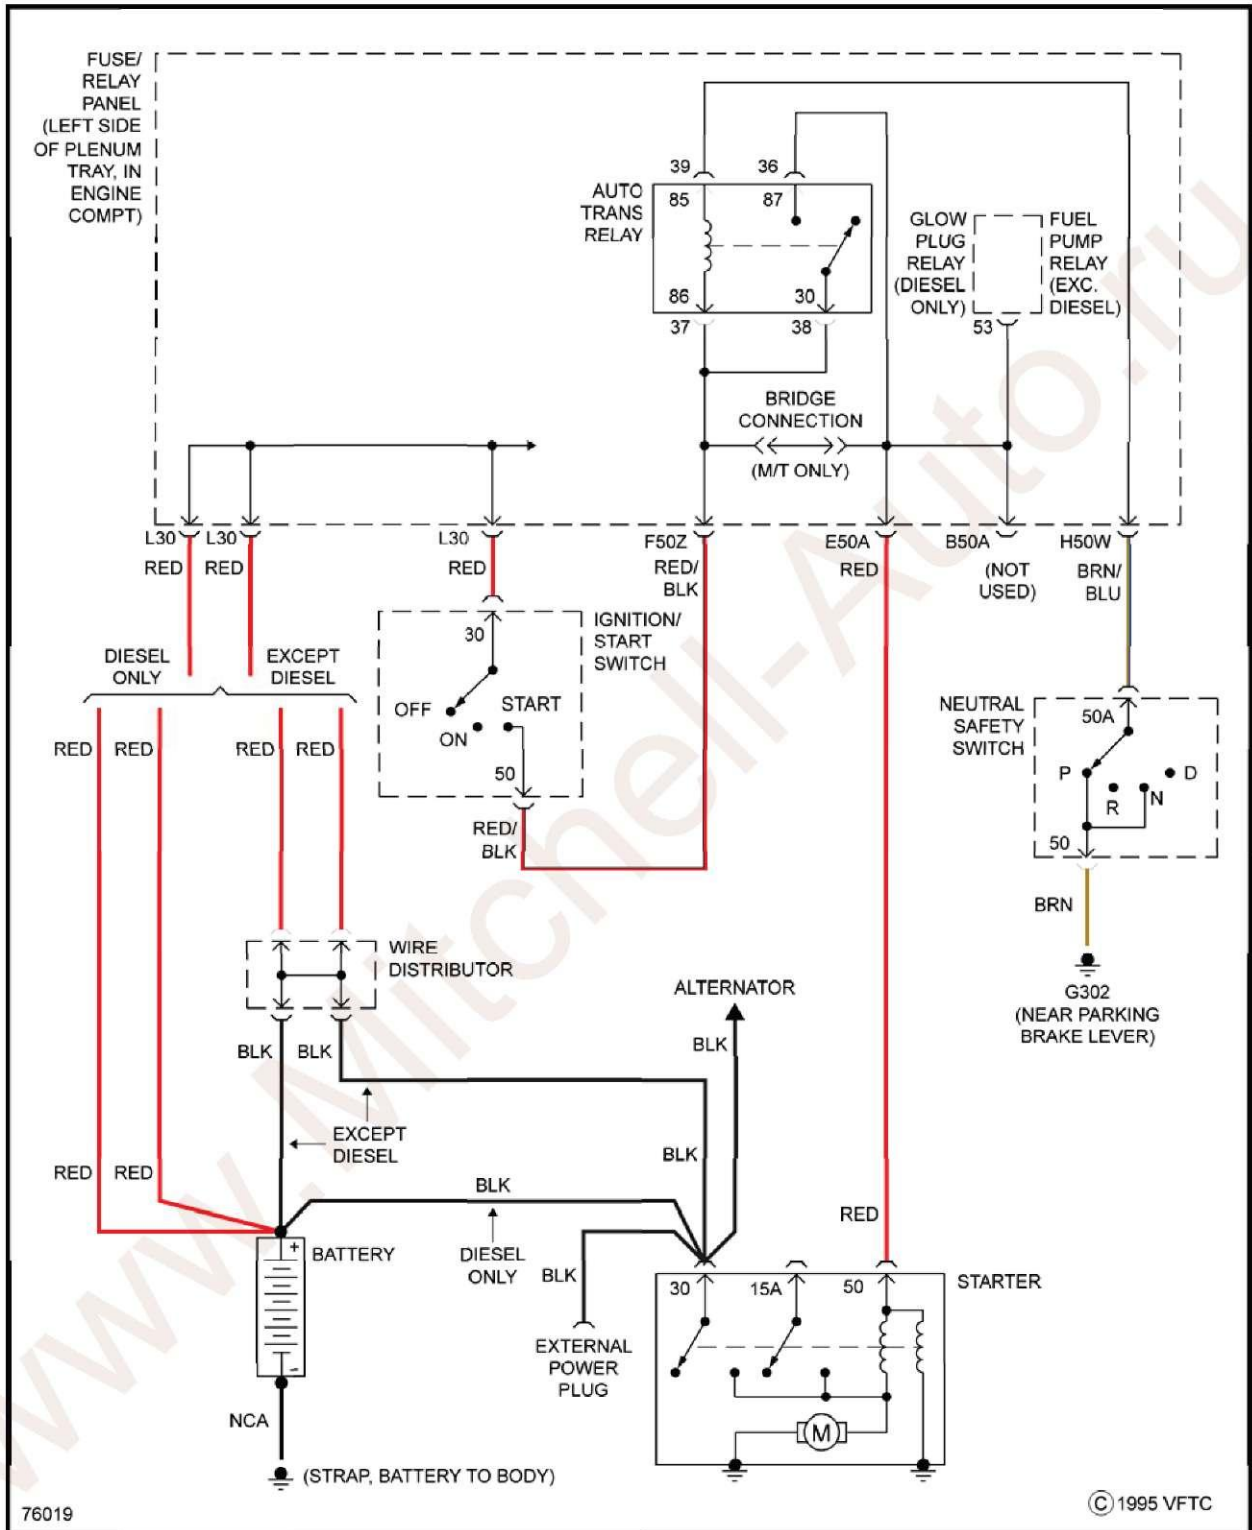 FUSE/
RELAY
PANEL
(LEFT SIDE
OF PLENUM
TRAY, IN
ENGINE
COMPT)
39
36
AUTO
TRANS
RELAY
85
87
86
30
37
38
GLOW
PLUG
RELAY
(DIESEL
ONLY)
FUEL
PUMP
RELAY
(EXC.
DIESEL)
53
BRIDGE
CONNECTION
(M/T ONLY)
L30
L30
L30
F50Z
E50A
B50A
H50W
RED
RED
RED
RED/
BLK
RED
(NOT
USED)
BRN/
BLU
DIESEL
ONLY
EXCEPT
DIESEL
30
IGNITION/
START
SWITCH
OFF
ON
START
50
RED/
BLK
NEUTRAL
SAFETY
SWITCH
50A
P
R
N
D
50
BRN
G302
(NEAR PARKING
BRAKE LEVER)
RED
RED
RED
RED
WIRE
DISTRIBUTOR
BLK
BLK
ALTERNATOR
BLK
EXCEPT
DIESEL
BLK
RED
RED
BLK
RED
DIESEL
ONLY
+
BATTERY
-
BLK
EXTERNAL
POWER
PLUG
30
15A
50
STARTER
M
NCA
(STRAP, BATTERY TO BODY)
76019
© 1995 VFTC
www.Mitchell-Auto.ru